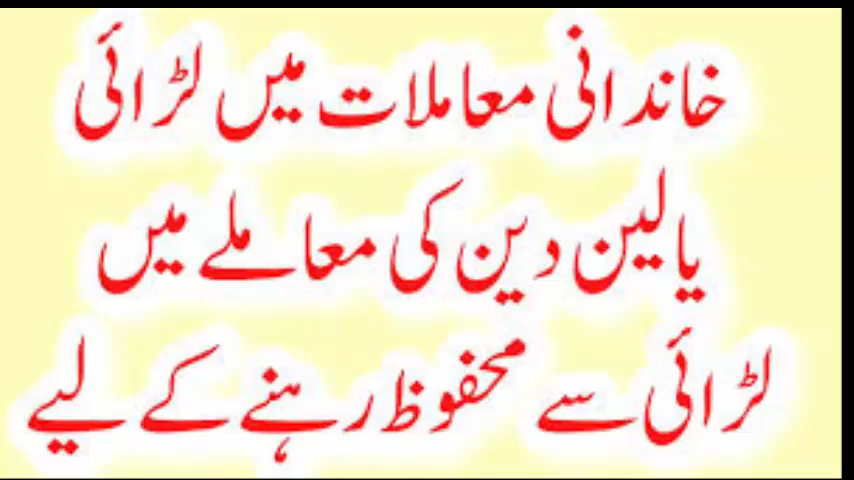 خاندانی معاملات میں لڑائی
یا لین دین کی معاملے میں
لڑائی سے محفوظ رہنے کے لیے